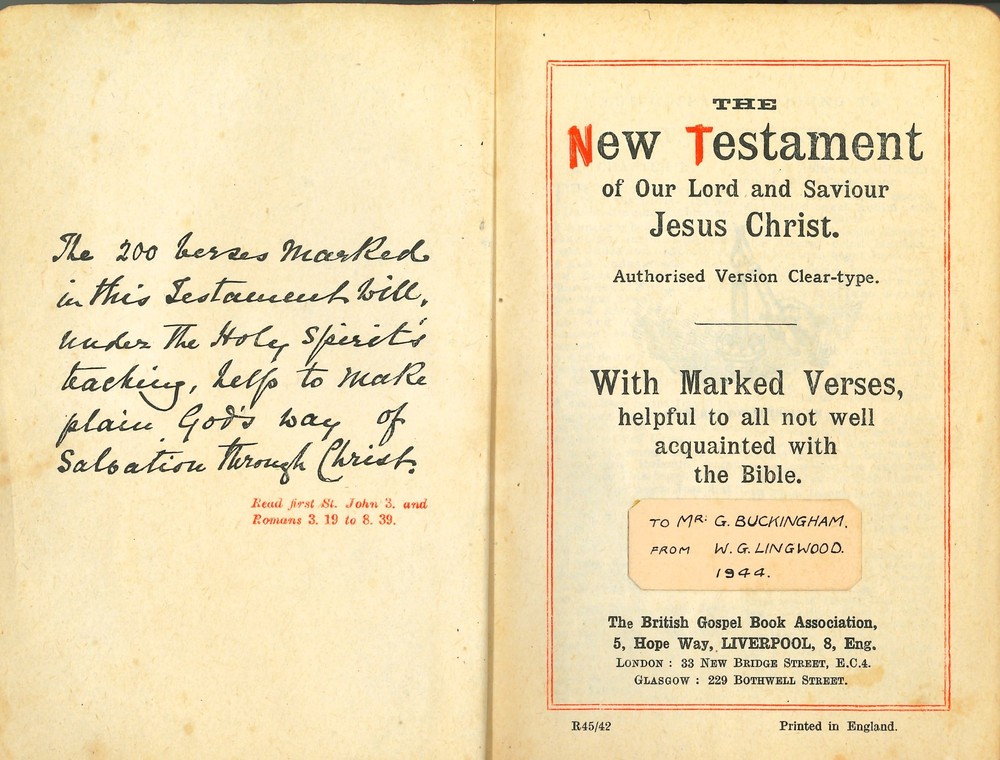 The 200 verses marked
in this Testament will,
under the Holy Spirit's
teaching, help to make
plain God's way of
Salvation through Christ.
Read first St. John 3. and
Romans 3. 19 to 8. 39.
THE
New Testament
of Our Lord and Saviour
Jesus Christ.
Authorised Version Clear-type.
With Marked Verses,
helpful to all not well
acquainted with
the Bible.
TO MR: G. BUCKINGHAM.
FROM W. G. LINGWOOD.
1944.
The British Gospel Book Association,
5, Hope Way, LIVERPOOL, 8, Eng.
LONDON : 33 NEW BRIDGE STREET, E.C.4.
GLASGOW : 229 BOTHWELL STREET.
R45/42 Printed in England.